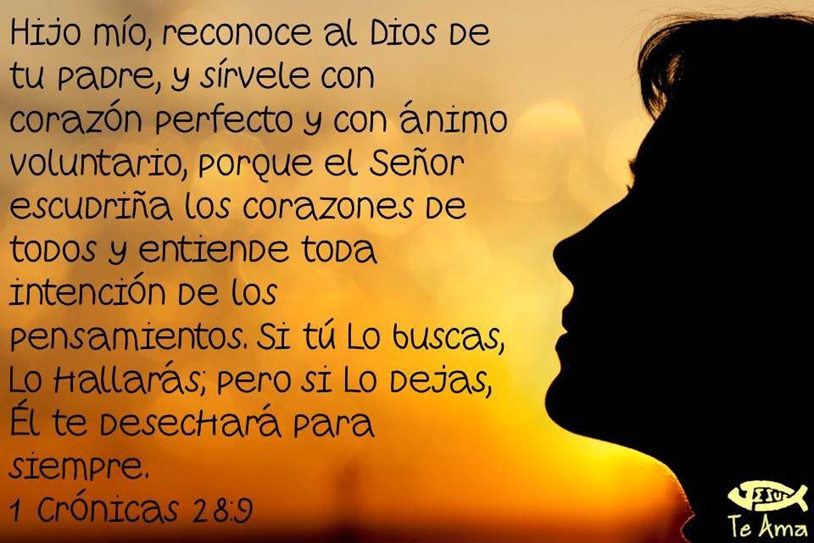 Hijo mío, reconoce al Dios de
tu padre, y sírvele con
corazón perfecto y con ánimo
voluntario, porque el Señor
escudriña los corazones de
todos y entiende toda
intención de los
pensamientos. Si tú Lo buscas,
Lo hallarás; pero si Lo dejas,
Él te desechará para
siempre.
1 Crónicas 28:9
JESUS
Te Ama